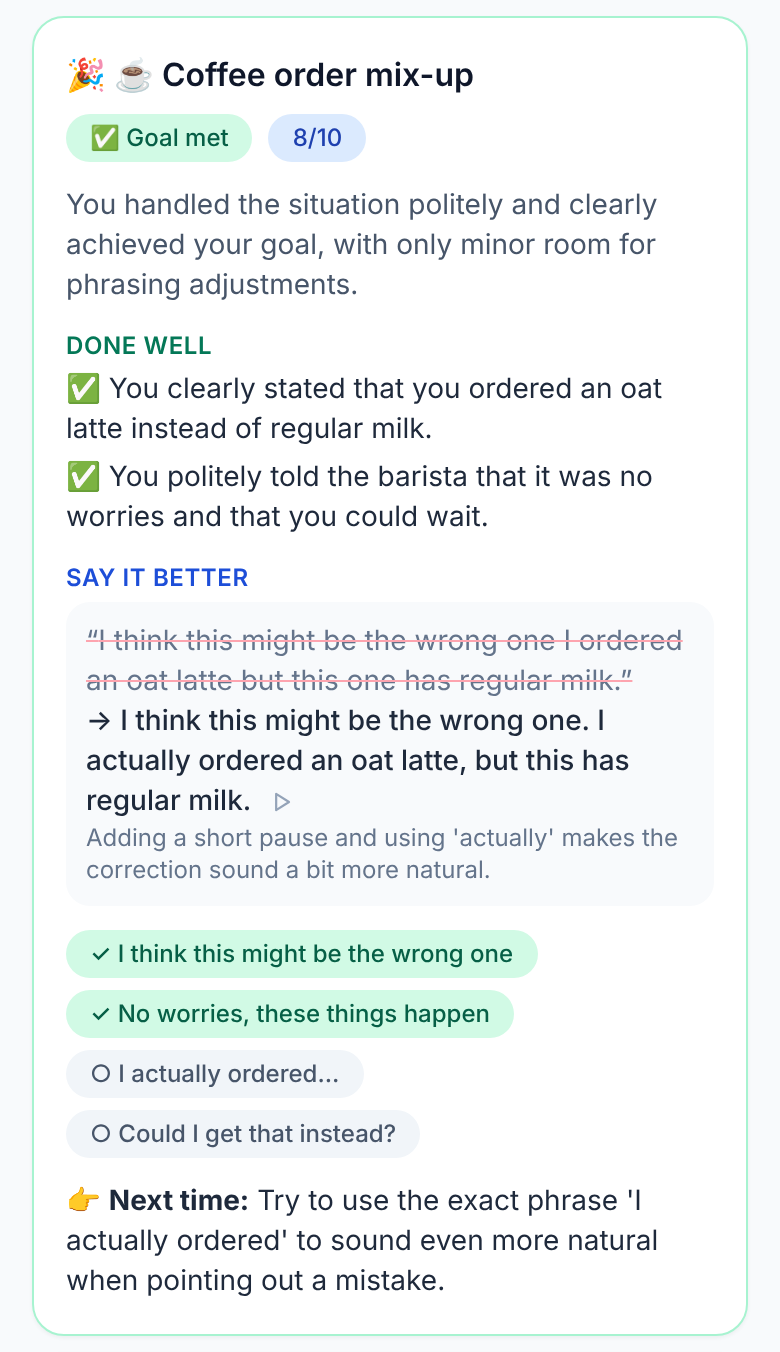 🎉 ☕ Coffee order mix-up
✅ Goal met 8/10
You handled the situation politely and clearly
achieved your goal, with only minor room for
phrasing adjustments.
DONE WELL
✅ You clearly stated that you ordered an oat
latte instead of regular milk.
✅ You politely told the barista that it was no
worries and that you could wait.
SAY IT BETTER
“I think this might be the wrong one I ordered
an oat latte but this one has regular milk.”
→ I think this might be the wrong one. I
actually ordered an oat latte, but this has
regular milk. ▷
Adding a short pause and using 'actually' makes the
correction sound a bit more natural.
✓ I think this might be the wrong one
✓ No worries, these things happen
○ I actually ordered...
○ Could I get that instead?
👉 Next time: Try to use the exact phrase 'I
actually ordered' to sound even more natural
when pointing out a mistake.